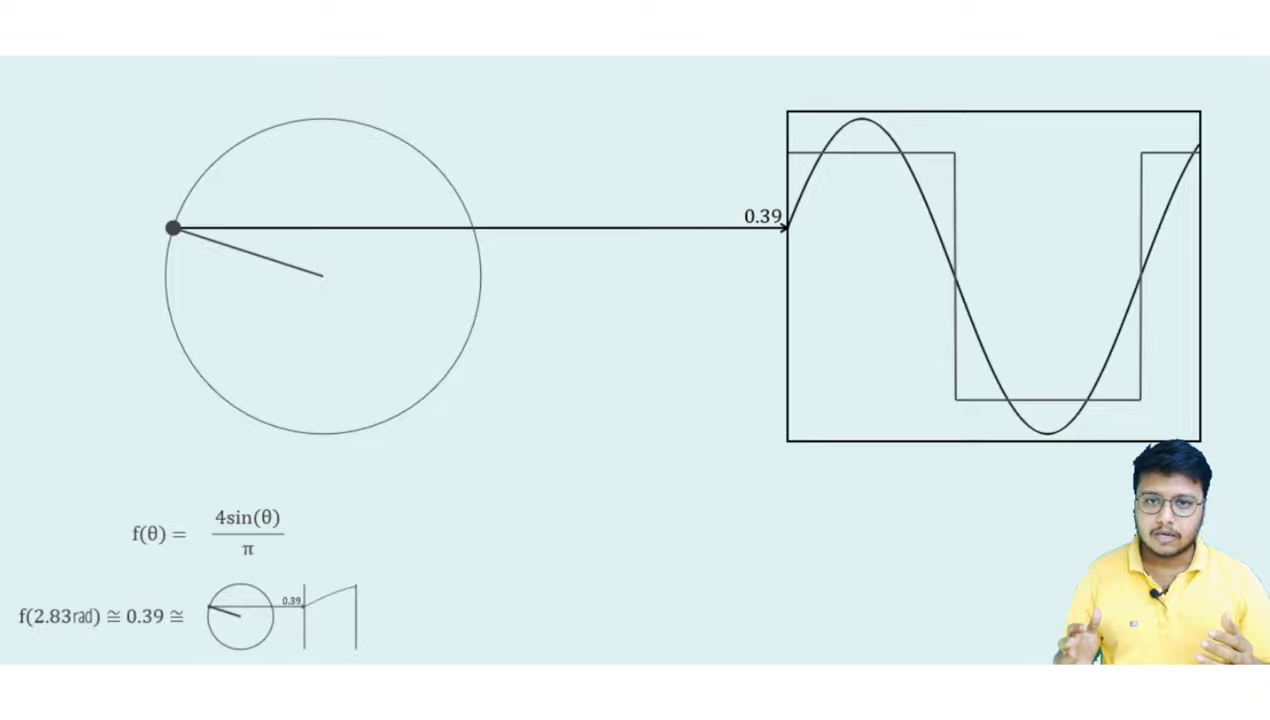 0.39
f(θ) = 4sin(θ)
π
0.39
f(2.83rad) ≅ 0.39 ≅